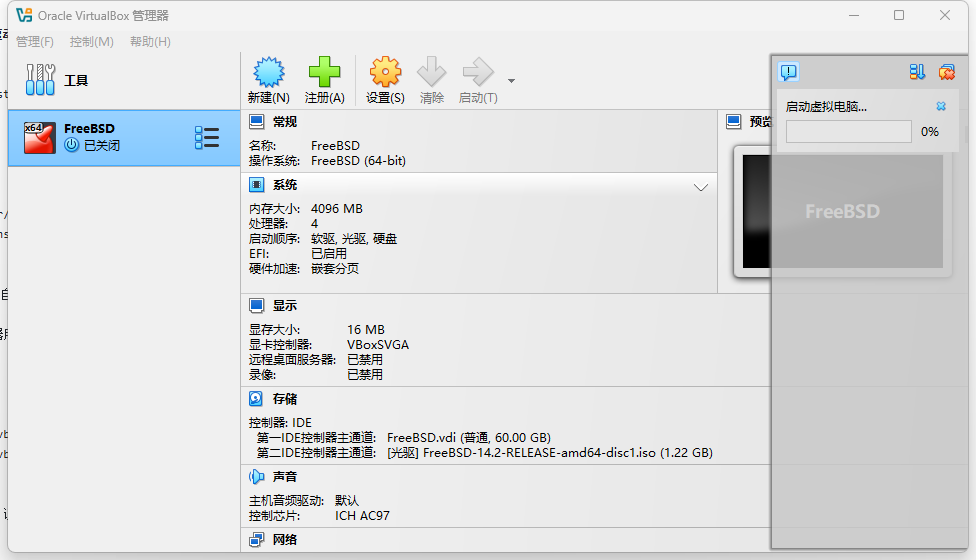 Oracle VirtualBox 管理器
管理(F) 控制(M) 帮助(H)
工具
新建(N) 注册(A) 设置(S) 清除 启动(T)
x64
FreeBSD
已关闭
常规
名称: FreeBSD
操作系统: FreeBSD (64-bit)
系统
内存大小: 4096 MB
处理器: 4
启动顺序: 软驱, 光驱, 硬盘
EFI: 已启用
硬件加速: 嵌套分页
预览
FreeBSD
启动虚拟电脑...
0%
显示
显存大小: 16 MB
显卡控制器: VBoxSVGA
远程桌面服务器: 已禁用
录像: 已禁用
存储
控制器: IDE
第一IDE控制器主通道: FreeBSD.vdi (普通, 60.00 GB)
第二IDE控制器主通道: [光驱] FreeBSD-14.2-RELEASE-amd64-disc1.iso (1.22 GB)
声音
主机音频驱动: 默认
控制芯片: ICH AC97
网络